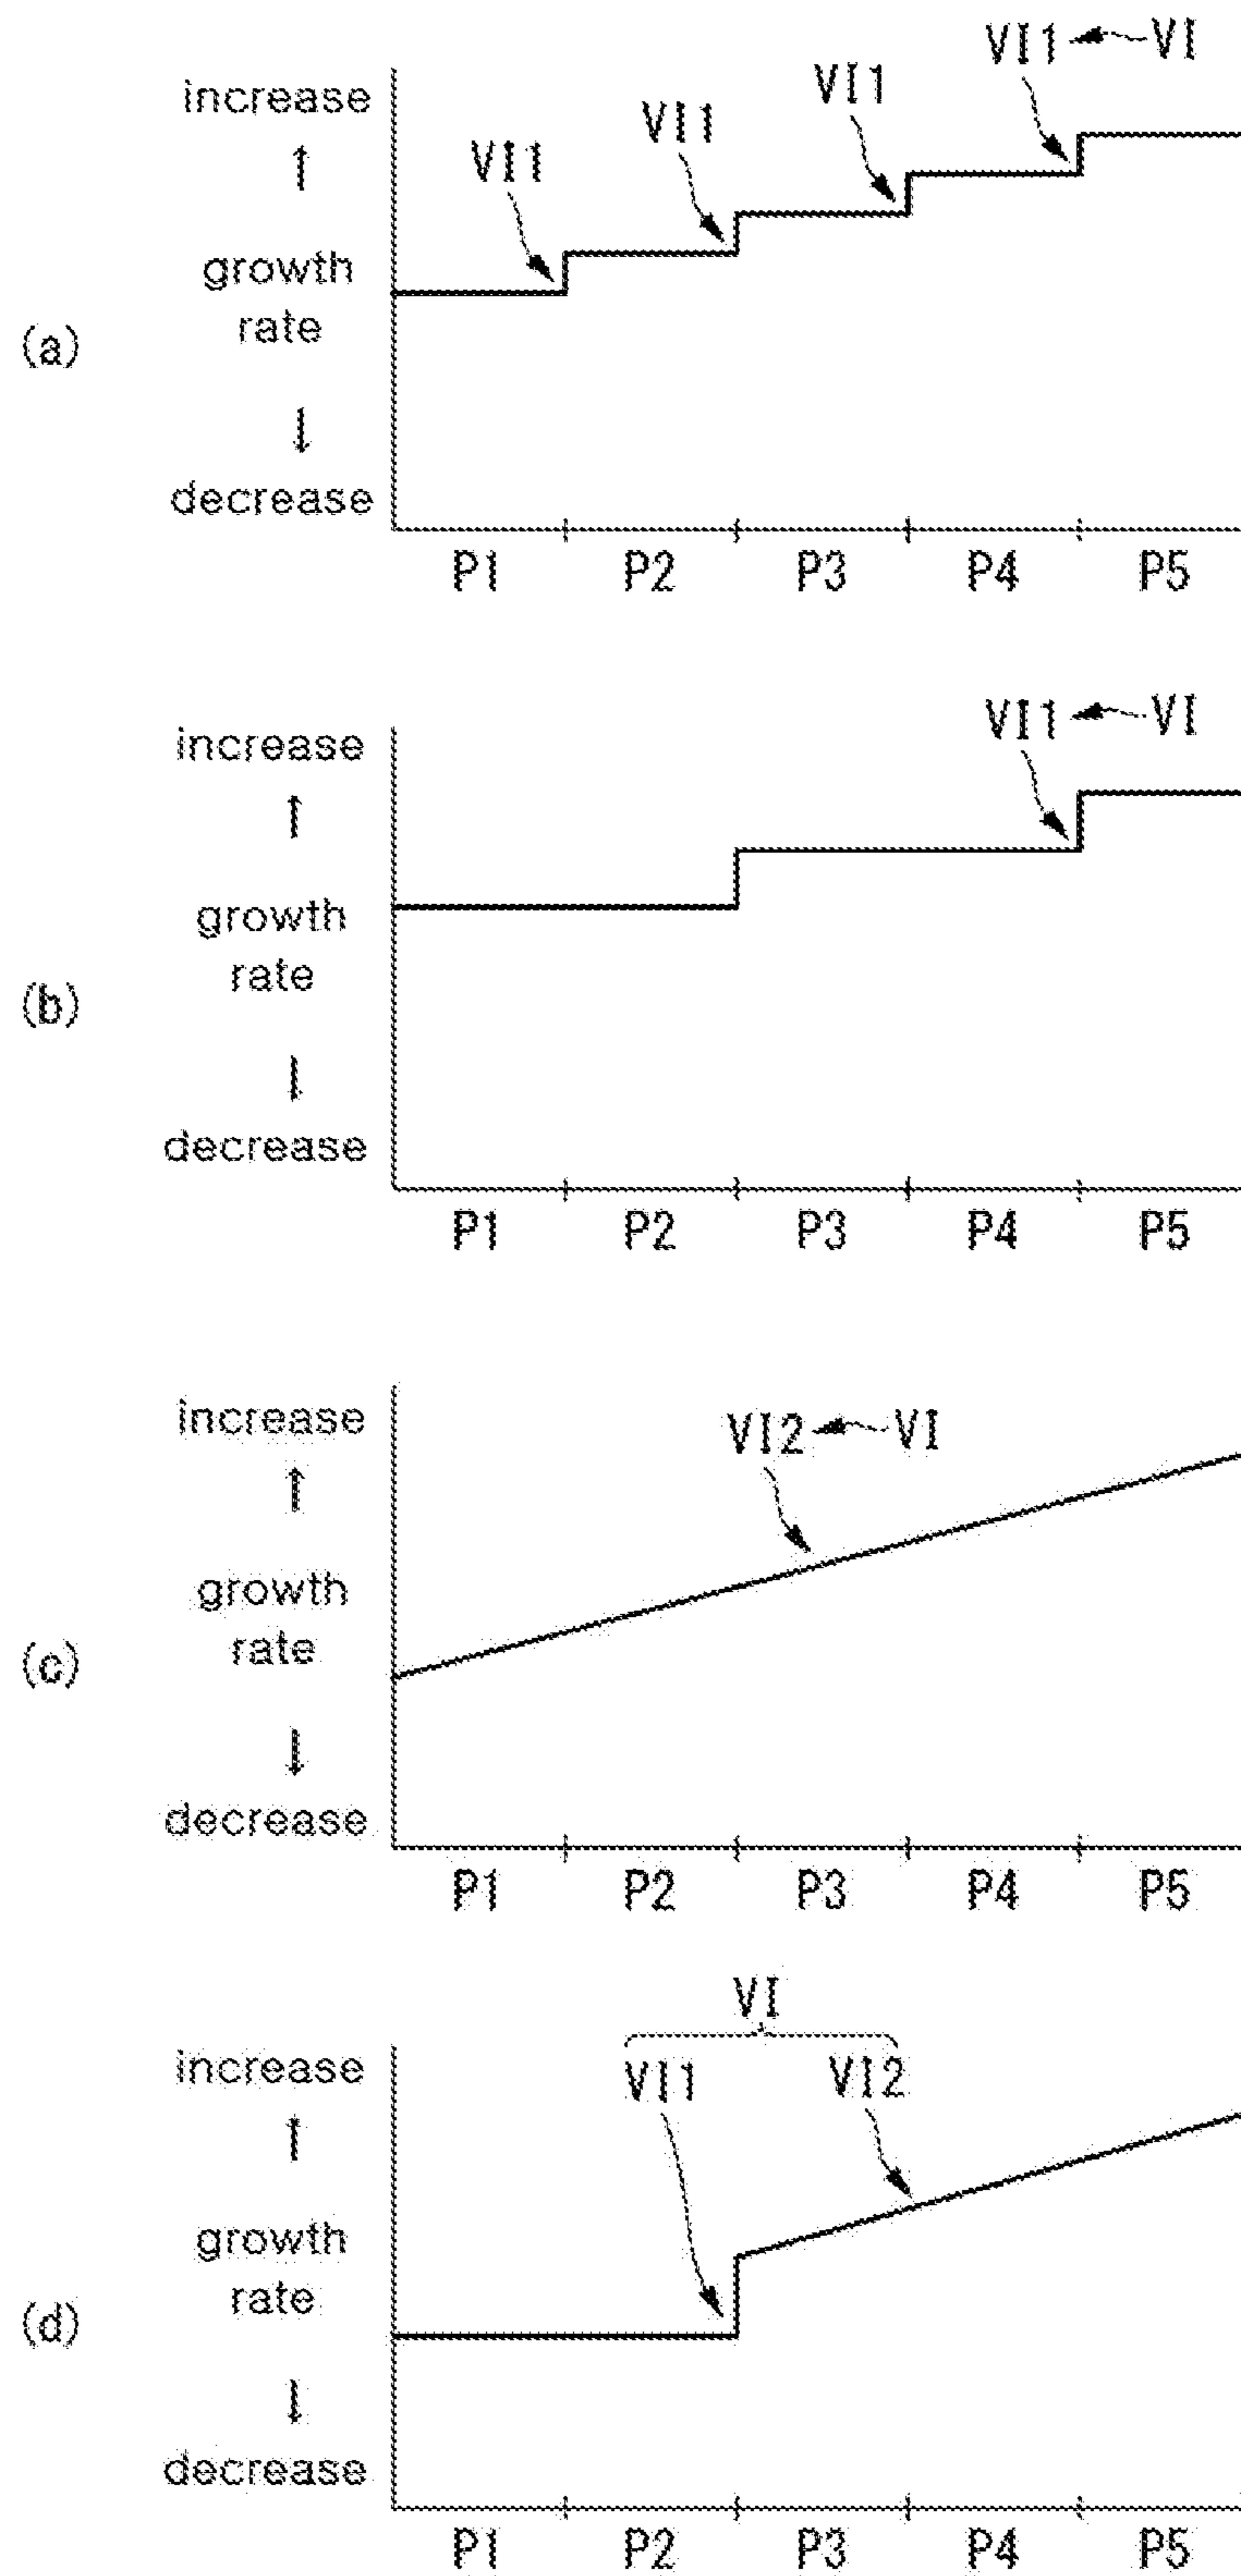 VI1 VI
VI1
VI1
VI1
increase
↑
growth
rate
(a)
↓
decrease
P1 P2 P3 P4 P5
VI1 VI
increase
↑
growth
rate
(b)
↓
decrease
P1 P2 P3 P4 P5
increase
VI2 VI
↑
growth
rate
(c)
↓
decrease
P1 P2 P3 P4 P5
VI
increase
VI1 VI2
↑
growth
rate
(d)
↓
decrease
P1 P2 P3 P4 P5